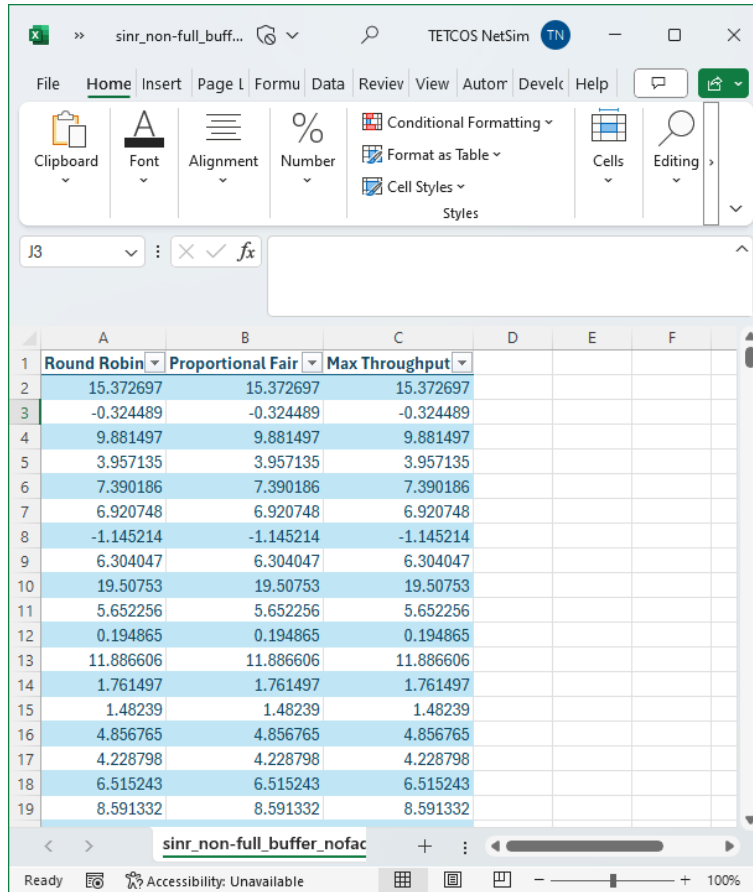 » sinr_non-full_buff... TETCOS NetSim TN
File Home Insert Page L Formu Data Reviev View Autom Develc Help
Clipboard Font Alignment Number Conditional Formatting Format as Table Cell Styles Styles Cells Editing
J3 fx
A B C D E F
1 Round Robin Proportional Fair Max Throughput
2 15.372697 15.372697 15.372697
3 -0.324489 -0.324489 -0.324489
4 9.881497 9.881497 9.881497
5 3.957135 3.957135 3.957135
6 7.390186 7.390186 7.390186
7 6.920748 6.920748 6.920748
8 -1.145214 -1.145214 -1.145214
9 6.304047 6.304047 6.304047
10 19.50753 19.50753 19.50753
11 5.652256 5.652256 5.652256
12 0.194865 0.194865 0.194865
13 11.886606 11.886606 11.886606
14 1.761497 1.761497 1.761497
15 1.48239 1.48239 1.48239
16 4.856765 4.856765 4.856765
17 4.228798 4.228798 4.228798
18 6.515243 6.515243 6.515243
19 8.591332 8.591332 8.591332
sinr_non-full_buffer_nofac
Ready Accessibility: Unavailable 100%